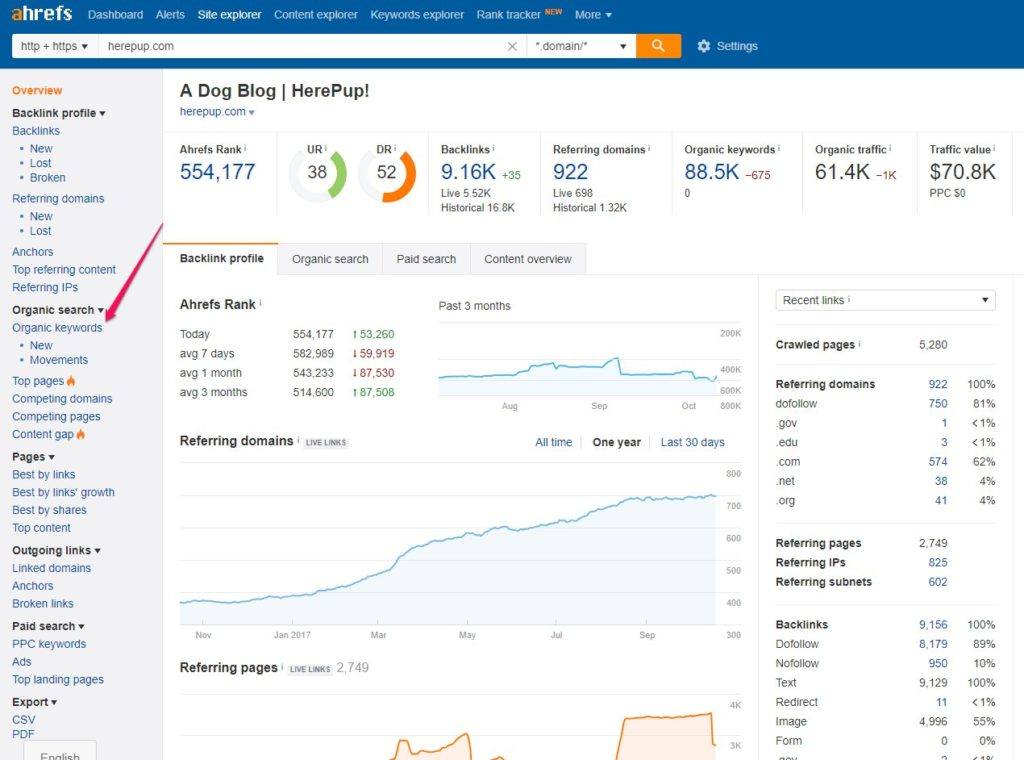 ahrefs Dashboard Alerts Site explorer Content explorer Keywords explorer Rank tracker NEW More ▾
http + https ▾ herepup.com × *.domain/* ▾ Settings
Overview
Backlink profile ▾
Backlinks
• New
• Lost
• Broken
Referring domains
• New
• Lost
Anchors
Top referring content
Referring IPs
Organic search ▾
Organic keywords
• New
• Movements
Top pages
Competing domains
Competing pages
Content gap
Pages ▾
Best by links
Best by links' growth
Best by shares
Top content
Outgoing links ▾
Linked domains
Anchors
Broken links
Paid search ▾
PPC keywords
Ads
Top landing pages
Export ▾
CSV
PDF
English
A Dog Blog | HerePup!
herepup.com ▾
Ahrefs Rank i
554,177
UR i
38
DR i
52
Backlinks i
9.16K +35
Live 5.52K
Historical 16.8K
Referring domains i
922
Live 698
Historical 1.32K
Organic keywords i
88.5K −675
0
Organic traffic i
61.4K −1K
Traffic value i
$70.8K
PPC $0
Backlink profile Organic search Paid search Content overview
Ahrefs Rank i
Today 554,177 ↑53,260
avg 7 days 582,989 ↓59,919
avg 1 month 543,233 ↓87,530
avg 3 months 514,600 ↑87,508
Past 3 months
200K
400K
600K
800K
Aug Sep Oct
Referring domains i LIVE LINKS All time One year Last 30 days
800
700
600
500
400
300
Nov Jan 2017 Mar May Jul Sep
Referring pages i LIVE LINKS 2,749
4K
3K
Recent links i ▾
Crawled pages i 5,280
Referring domains 922 100%
dofollow 750 81%
.gov 1 <1%
.edu 3 <1%
.com 574 62%
.net 38 4%
.org 41 4%
Referring pages 2,749
Referring IPs 825
Referring subnets 602
Backlinks 9,156 100%
Dofollow 8,179 89%
Nofollow 950 10%
Text 9,129 100%
Redirect 11 <1%
Image 4,996 55%
Form 0 0%
.gov 2 <1%